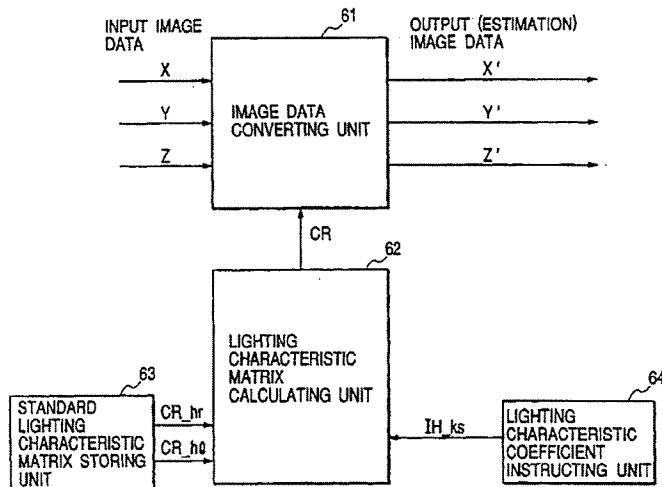 INPUT IMAGE
DATA
61
OUTPUT (ESTIMATION)
IMAGE DATA
X
X'
IMAGE DATA
CONVERTING UNIT
Y
Y'
Z
Z'
CR
62
LIGHTING
CHARACTERISTIC
MATRIX
CALCULATING UNIT
63
STANDARD
LIGHTING
CHARACTERISTIC
MATRIX STORING
UNIT
CR_hr
CR_hℓ
IH_ks
64
LIGHTING
CHARACTERISTIC
COEFFICIENT
INSTRUCTING UNIT